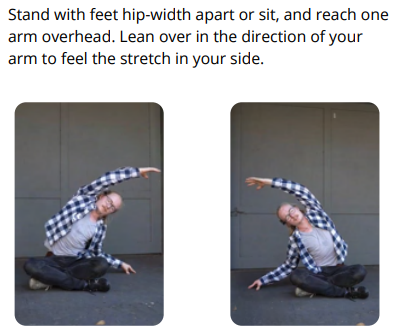 Stand with feet hip-width apart or sit, and reach one
arm overhead. Lean over in the direction of your
arm to feel the stretch in your side.